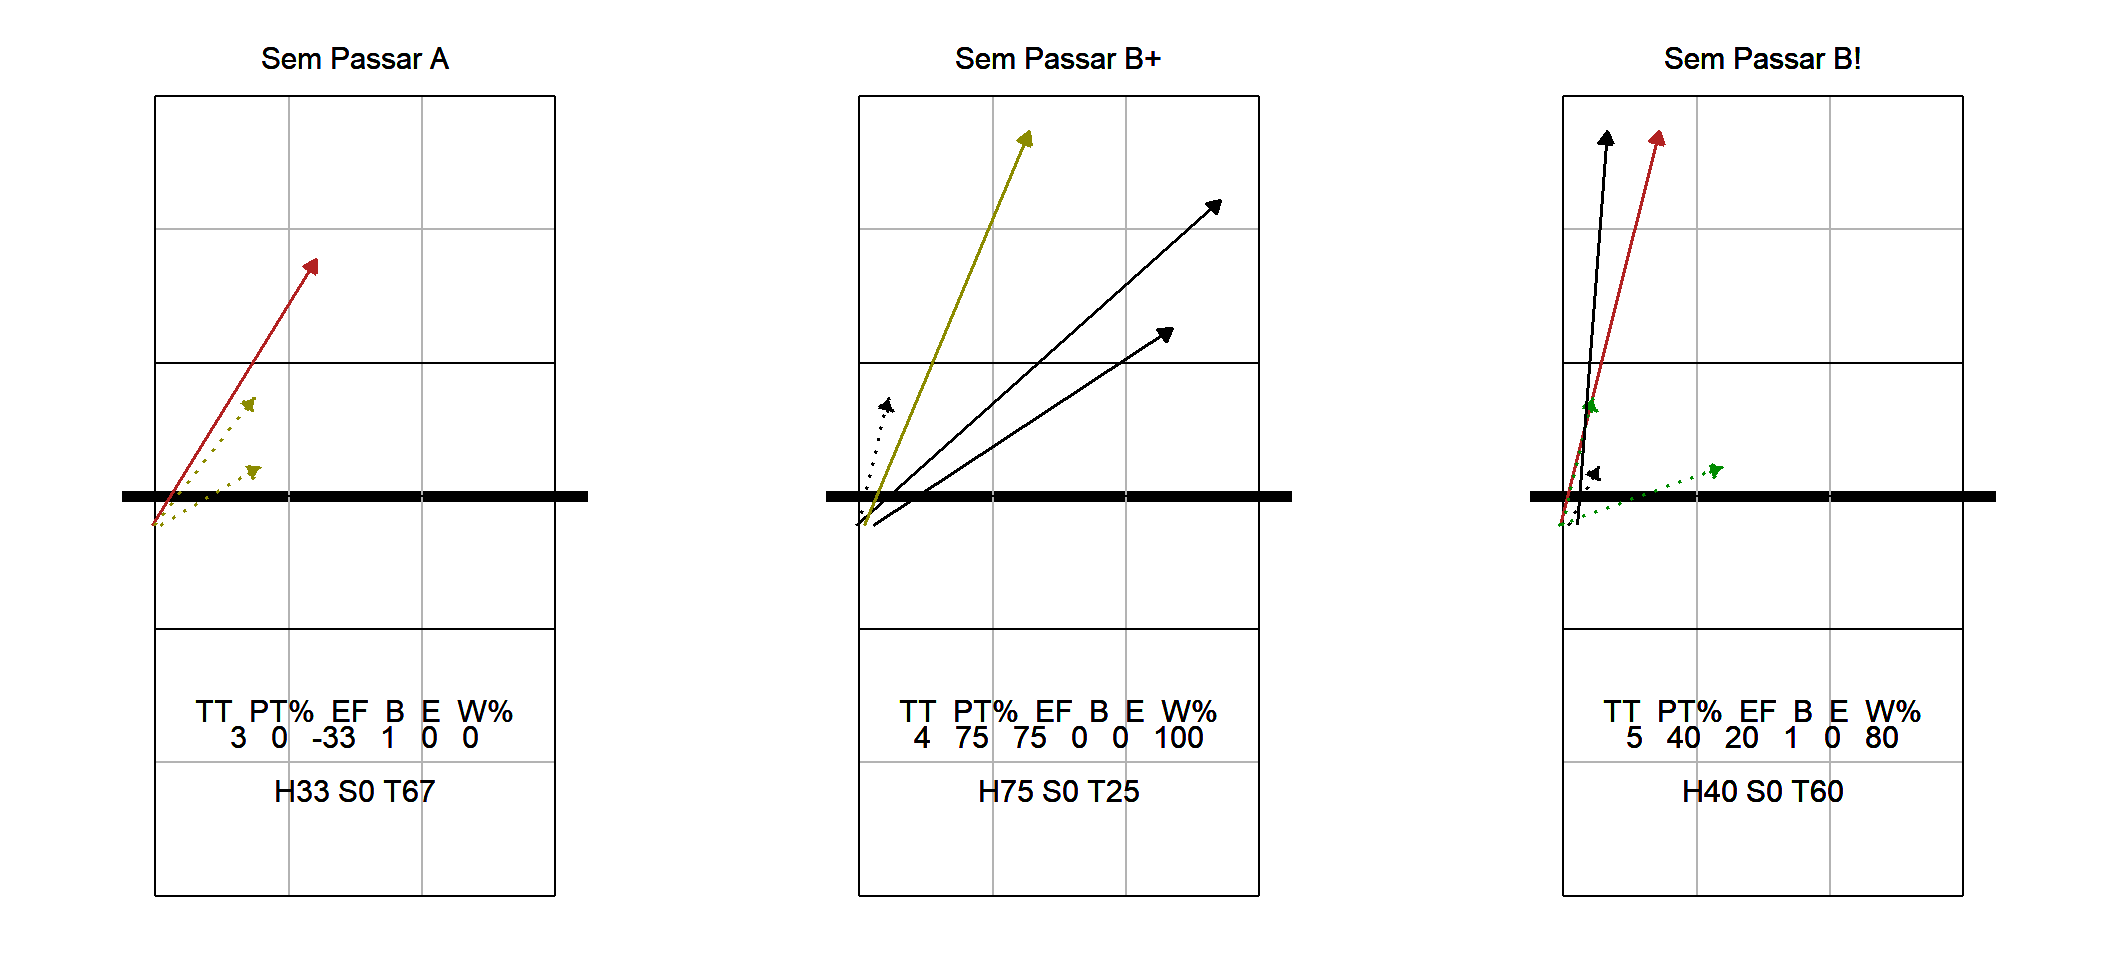 Sem Passar A
TT PT% EF B E W%
3 0 -33 1 0 0
H33 S0 T67
Sem Passar B+
TT PT% EF B E W%
4 75 75 0 0 100
H75 S0 T25
Sem Passar B!
TT PT% EF B E W%
5 40 20 1 0 80
H40 S0 T60